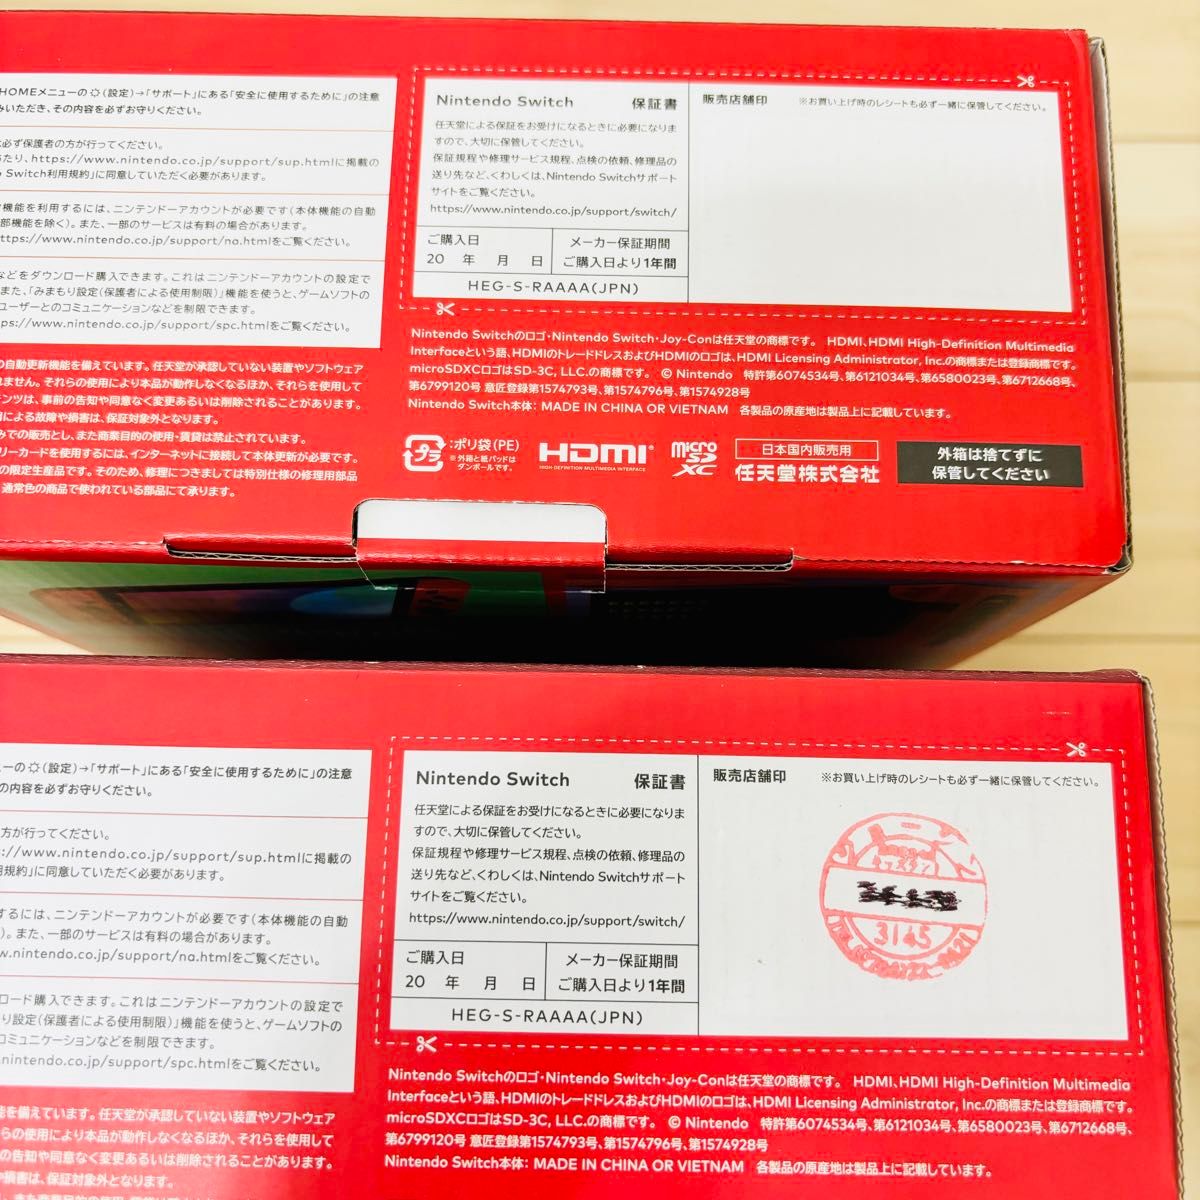 HOMEメニューの (設定)→「サポート」にある「安全に使用するために」の注意
いただき、その内容を必ずお守りください。
必ず保護者の方が行ってください。
たり、https://www.nintendo.co.jp/support/sup.htmlに掲載の
Switch利用規約」に同意していただく必要があります。
機能を利用するには、ニンテンドーアカウントが必要です(本体機能の自動
部機能を除く)。また、一部のサービスは有料の場合があります。
ttps://www.nintendo.co.jp/support/na.htmlをご覧ください。
などをダウンロード購入できます。これはニンテンドーアカウントの設定で
また、「みまもり設定(保護者による使用制限)」機能を使うと、ゲームソフトの
ユーザーとのコミュニケーションなどを制限できます。
ps://www.nintendo.co.jp/support/spc.htmlをご覧ください。
の自動更新機能を備えています。任天堂が承認していない装置やソフトウェア
れません。それらの使用により本品が動作しなくなるほか、それらを使用して
ンツは、事前の告知や同意なく変更あるいは削除されることがあります。
による故障や損害は、保証対象外となります。
みでの販売とし、また商業目的の使用・賃貸は禁止されています。
リーカードを使用するには、インターネットに接続して本体更新が必要です。
の限定生産品です。そのため、修理につきましては特別仕様の修理用部品
通常色の商品で使われている部品にて承ります。
Nintendo Switch 保証書
任天堂による保証をお受けになるときに必要になりま
すので、大切に保管してください。
保証規程や修理サービス規程、点検の依頼、修理品の
送り先など、くわしくは、Nintendo Switchサポート
サイトをご覧ください。
https://www.nintendo.co.jp/support/switch/
ご購入日 メーカー保証期間
20 年 月 日 ご購入日より1年間
HEG-S-RAAAA(JPN)
販売店舗印 ※お買い上げ時のレシートも必ず一緒に保管してください。
Nintendo Switchのロゴ・Nintendo Switch・Joy-Conは任天堂の商標です。 HDMI、HDMI High-Definition Multimedia
Interfaceという語、HDMIのトレードドレスおよびHDMIのロゴは、HDMI Licensing Administrator, Inc.の商標または登録商標です。
microSDXCロゴはSD-3C, LLC.の商標です。 © Nintendo 特許第6074534号、第6121034号、第6580023号、第6712668号、
第6799120号 意匠登録第1574793号、第1574796号、第1574928号
Nintendo Switch本体: MADE IN CHINA OR VIETNAM 各製品の原産地は製品上に記載しています。
プラ :ポリ袋(PE)
※外箱と紙パッドは
ダンボールです。
HDMI
HIGH-DEFINITION MULTIMEDIA INTERFACE
micro
SD
XC
日本国内販売用
任天堂株式会社
外箱は捨てずに
保管してください
ーの (設定)→「サポート」にある「安全に使用するために」の注意
の内容を必ずお守りください。
方が行ってください。
://www.nintendo.co.jp/support/sup.htmlに掲載の
用規約」に同意していただく必要があります。
するには、ニンテンドーアカウントが必要です(本体機能の自動
)。また、一部のサービスは有料の場合があります。
w.nintendo.co.jp/support/na.htmlをご覧ください。
ロード購入できます。これはニンテンドーアカウントの設定で
り設定(保護者による使用制限)」機能を使うと、ゲームソフトの
コミュニケーションなどを制限できます。
nintendo.co.jp/support/spc.htmlをご覧ください。
能を備えています。任天堂が承認していない装置やソフトウェア
らの使用により本品が動作しなくなるほか、それらを使用して
の告知や同意なく変更あるいは削除されることがあります。
損害は、保証対象外となります。
Nintendo Switch 保証書
任天堂による保証をお受けになるときに必要になりま
すので、大切に保管してください。
保証規程や修理サービス規程、点検の依頼、修理品の
送り先など、くわしくは、Nintendo Switchサポート
サイトをご覧ください。
https://www.nintendo.co.jp/support/switch/
ご購入日 メーカー保証期間
20 年 月 日 ご購入日より1年間
HEG-S-RAAAA(JPN)
販売店舗印 ※お買い上げ時のレシートも必ず一緒に保管してください。
3145
Nintendo Switchのロゴ・Nintendo Switch・Joy-Conは任天堂の商標です。 HDMI、HDMI High-Definition Multimedia
Interfaceという語、HDMIのトレードドレスおよびHDMIのロゴは、HDMI Licensing Administrator, Inc.の商標または登録商標です。
microSDXCロゴはSD-3C, LLC.の商標です。 © Nintendo 特許第6074534号、第6121034号、第6580023号、第6712668号、
第6799120号 意匠登録第1574793号、第1574796号、第1574928号
Nintendo Switch本体: MADE IN CHINA OR VIETNAM 各製品の原産地は製品上に記載しています。